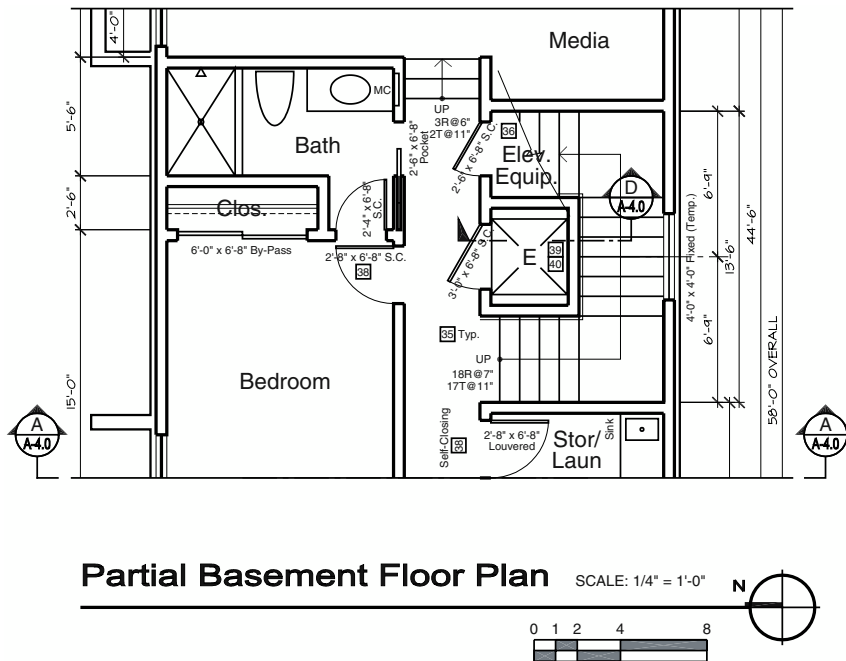 4'-0"
Media
5'-6"
MC
UP
3R@6"
2T@11"
2'-6" x 6'-8"
Pocket
Bath
2'-6" x 6'-8" S.C.
36
Elev.
Equip.
D
A-4.0
6'-9"
4'-0" x 4'-0" Fixed (Temp.)
13'-6"
44'-6"
2'-6"
Clos.
2'-4" x 6'-8"
S.C.
6'-0" x 6'-8" By-Pass
2'-8" x 6'-8" S.C.
38
3'-0" x 6'-8" S.C.
E
39
40
35 Typ.
UP
18R@7"
17T@11"
6'-9"
58'-0" OVERALL
Bedroom
15'-0"
A
A-4.0
Self-Closing
38
2'-8" x 6'-8"
Louvered
Stor/
Laun
Sink
A
A-4.0
Partial Basement Floor Plan
SCALE: 1/4" = 1'-0"
N
0 1 2 4 8